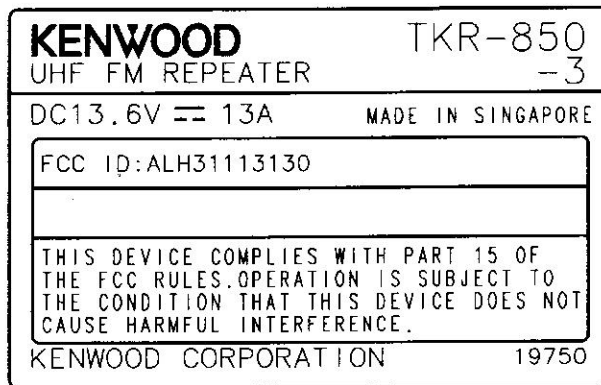 KENWOOD TKR-850
UHF FM REPEATER -3
DC13.6V ⎓ 13A MADE IN SINGAPORE
FCC ID:ALH31113130
THIS DEVICE COMPLIES WITH PART 15 OF
THE FCC RULES.OPERATION IS SUBJECT TO
THE CONDITION THAT THIS DEVICE DOES NOT
CAUSE HARMFUL INTERFERENCE.
KENWOOD CORPORATION 19750